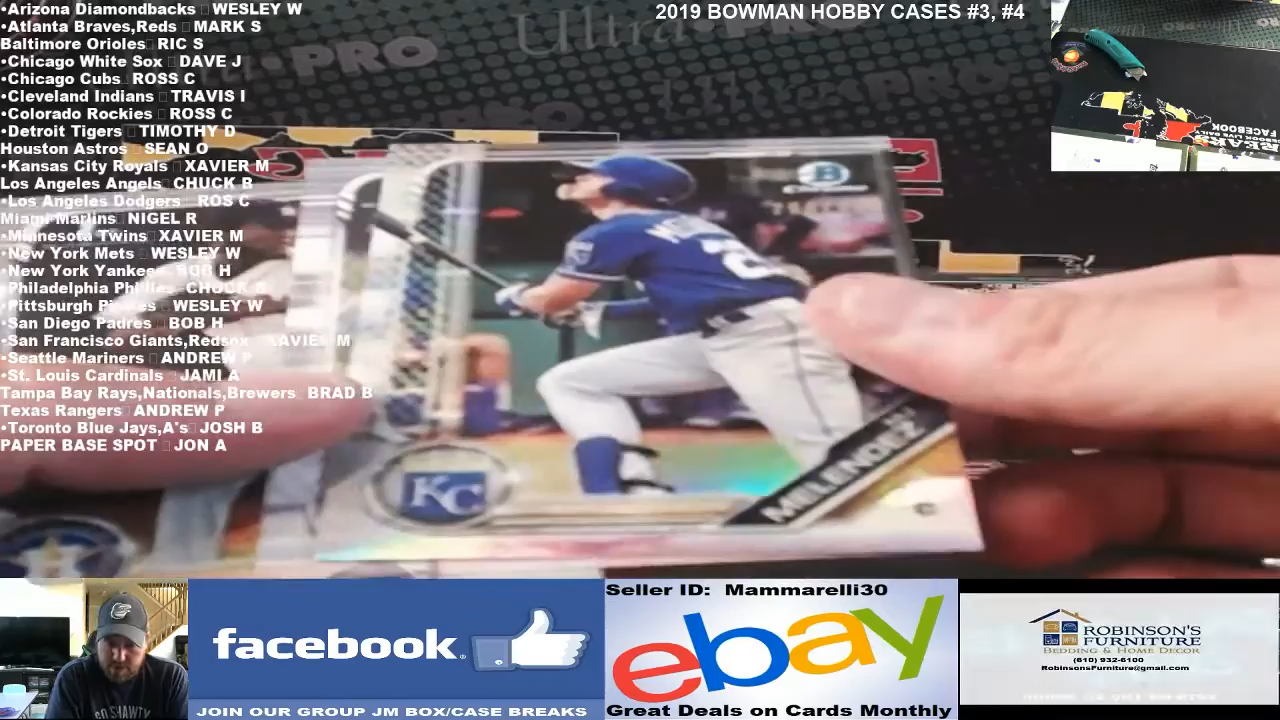 •Arizona Diamondbacks WESLEY W
•Atlanta Braves,Reds MARK S
Baltimore Orioles RIC S
•Chicago White Sox DAVE J
•Chicago Cubs ROSS C
•Cleveland Indians TRAVIS I
•Colorado Rockies ROSS C
•Detroit Tigers TIMOTHY D
Houston Astros SEAN O
•Kansas City Royals XAVIER M
Los Angeles Angels CHUCK B
•Los Angeles Dodgers ROS C
Miami Marlins NIGEL R
•Minnesota Twins XAVIER M
•New York Mets WESLEY W
•New York Yankees BOB H
•Philadelphia Phillies CHUCK
•Pittsburgh Pirates WESLEY W
•San Diego Padres BOB H
•San Francisco Giants,Redsox XAVIER M
•Seattle Mariners ANDREW P
•St. Louis Cardinals JAMI A
Tampa Bay Rays,Nationals,Brewers BRAD B
Texas Rangers ANDREW P
•Toronto Blue Jays,A's JOSH B
PAPER BASE SPOT JON A
2019 BOWMAN HOBBY CASES #3, #4
Ultra
PRO
FACEBOOK
B
KC
MELENDEZ
C
facebook
JOIN OUR GROUP JM BOX/CASE BREAKS
Seller ID: Mammarelli30
ebay
Great Deals on Cards Monthly
ROBINSON'S
FURNITURE
BEDDING & HOME DECOR
(610) 932-6100
RobinsonsFurniture@gmail.com